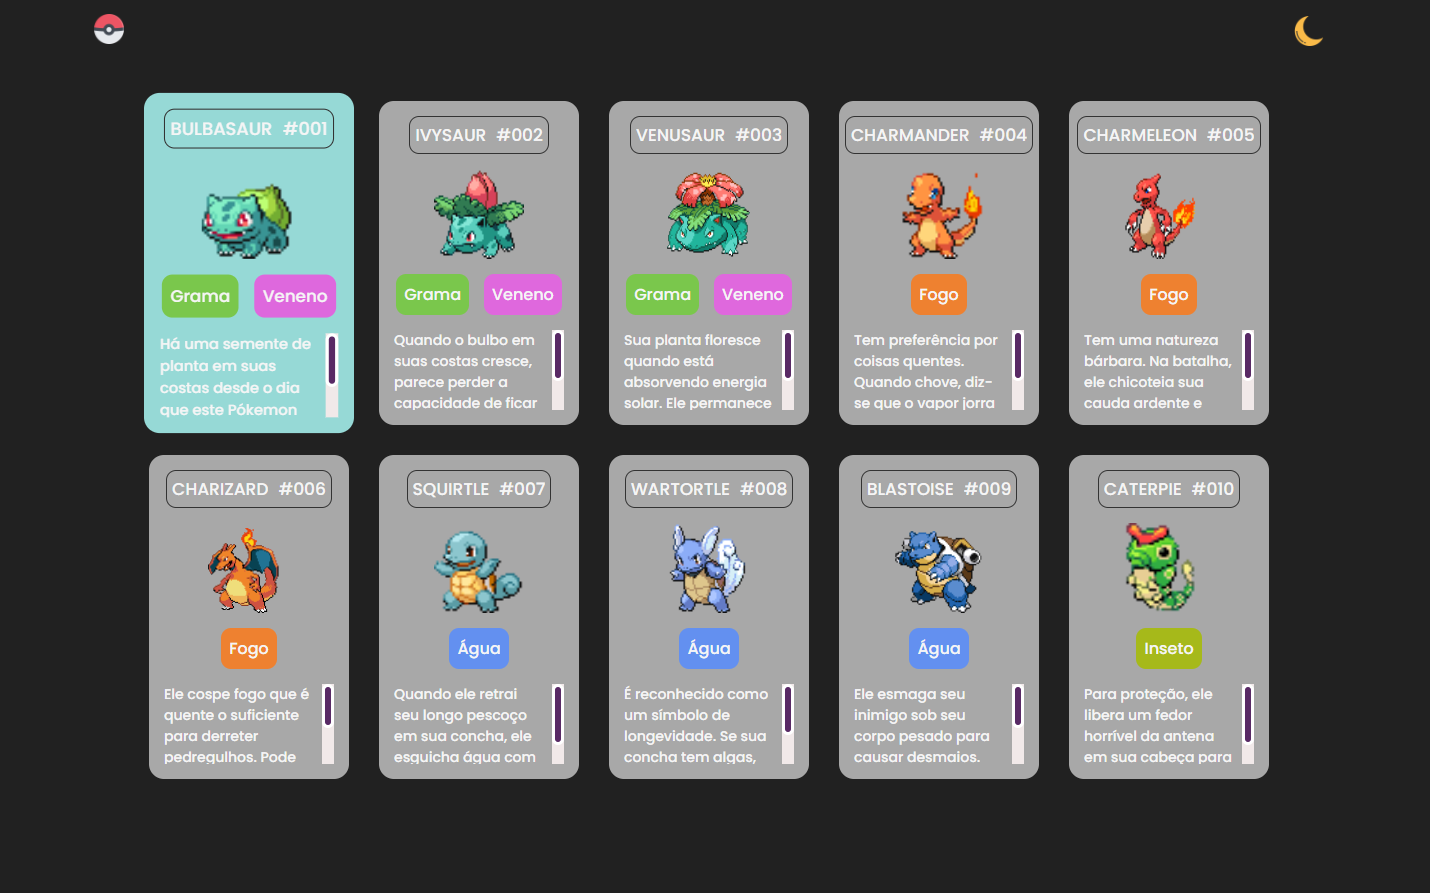 BULBASAUR #001
Grama Veneno
Há uma semente de
planta em suas
costas desde o dia
que este Pókemon
IVYSAUR #002
Grama Veneno
Quando o bulbo em
suas costas cresce,
parece perder a
capacidade de ficar
VENUSAUR #003
Grama Veneno
Sua planta floresce
quando está
absorvendo energia
solar. Ele permanece
CHARMANDER #004
Fogo
Tem preferência por
coisas quentes.
Quando chove, diz-
se que o vapor jorra
CHARMELEON #005
Fogo
Tem uma natureza
bárbara. Na batalha,
ele chicoteia sua
cauda ardente e
CHARIZARD #006
Fogo
Ele cospe fogo que é
quente o suficiente
para derreter
pedregulhos. Pode
SQUIRTLE #007
Água
Quando ele retrai
seu longo pescoço
em sua concha, ele
esguicha água com
WARTORTLE #008
Água
É reconhecido como
um símbolo de
longevidade. Se sua
concha tem algas,
BLASTOISE #009
Água
Ele esmaga seu
inimigo sob seu
corpo pesado para
causar desmaios.
CATERPIE #010
Inseto
Para proteção, ele
libera um fedor
horrível da antena
em sua cabeça para